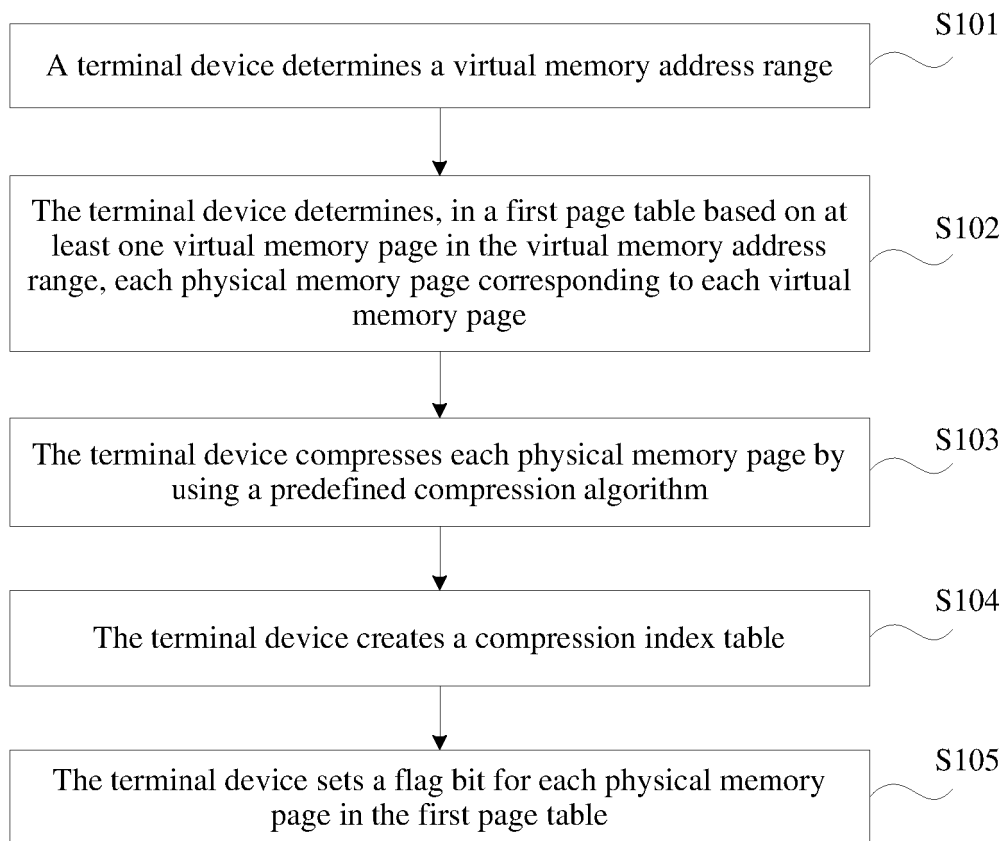 S101
A terminal device determines a virtual memory address range
The terminal device determines, in a first page table based on at
least one virtual memory page in the virtual memory address
range, each physical memory page corresponding to each virtual
memory page
S102
The terminal device compresses each physical memory page by
using a predefined compression algorithm
S103
The terminal device creates a compression index table
S104
The terminal device sets a flag bit for each physical memory
page in the first page table
S105